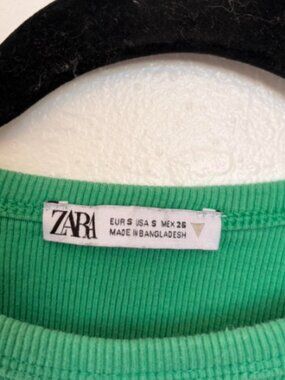 ZARA
EUR S USA S MEX 26
MADE IN BANGLADESH